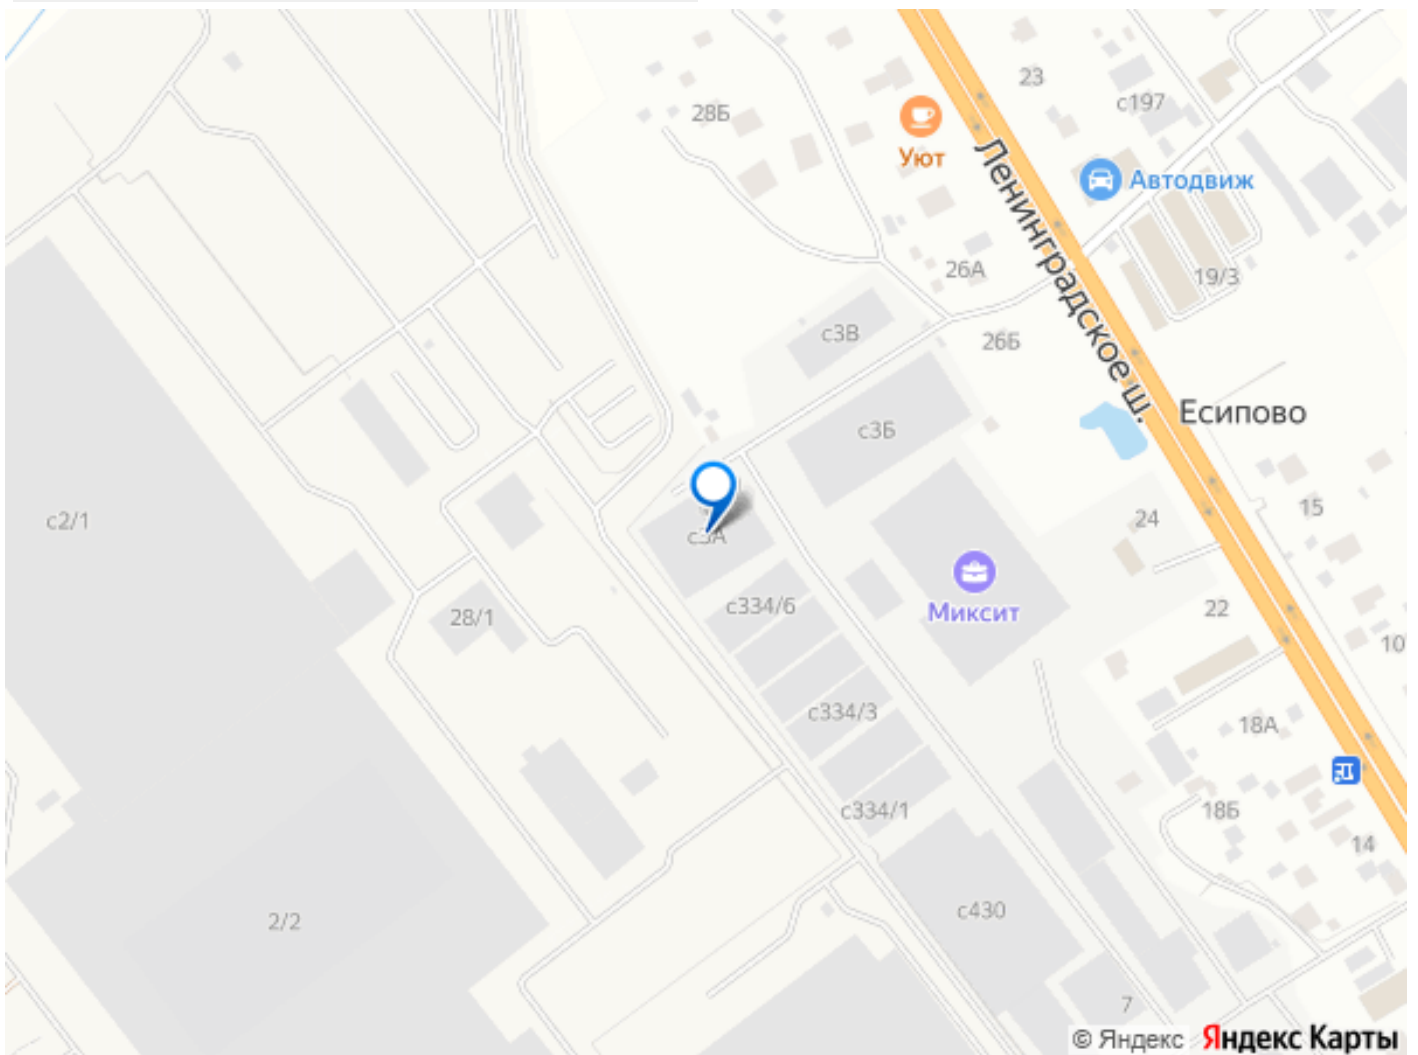 23
с197
28Б
Уют
Автодвиж
Ленинградское ш.
26А
19/3
с3В
26Б
Есипово
с3Б
с2/1
15
24
с3А
Миксит
с334/6
22
28/1
10
с334/3
18А
с334/1
18Б
14
2/2
с430
7
© Яндекс Яндекс Карты